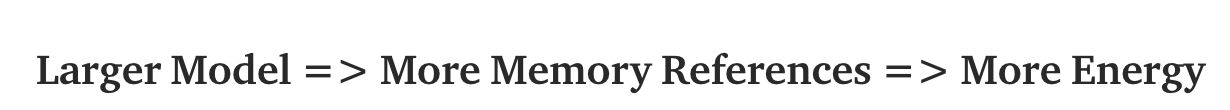 Larger Model => More Memory References => More Energy